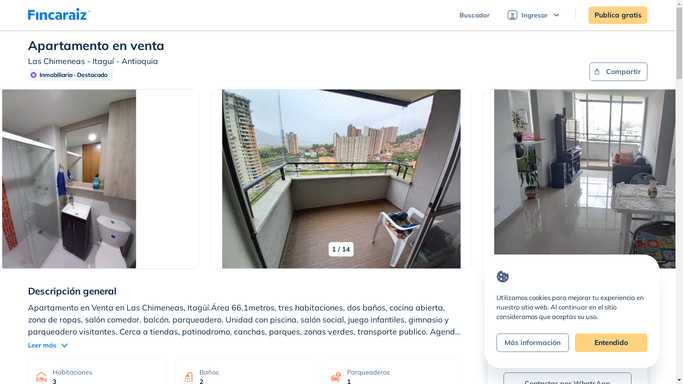 Fincaraiz
Buscador
Ingresar
Publica gratis
Apartamento en venta
Las Chimeneas - Itaguí - Antioquia
Inmobiliaria · Destacado
Compartir
1 / 14
Descripción general
Apartamento en Venta en Las Chimeneas, Itagüí.Área 66.1metros, tres habitaciones, dos baños, cocina abierta,
zona de ropas, salón comedor, balcón, parqueadero. Unidad con piscina, salón social, juego infantiles, gimnasio y
parqueadero visitantes. Cerca a tiendas, patinodromo, canchas, parques, zonas verdes, transporte publico. Agend...
Leer más
Habitaciones
3
Baños
2
Parqueaderos
1
Utilizamos cookies para mejorar tu experiencia en
nuestro sitio web. Al continuar en el sitio
consideramos que aceptas su uso.
Más información
Entendido
Contactar por WhatsApp